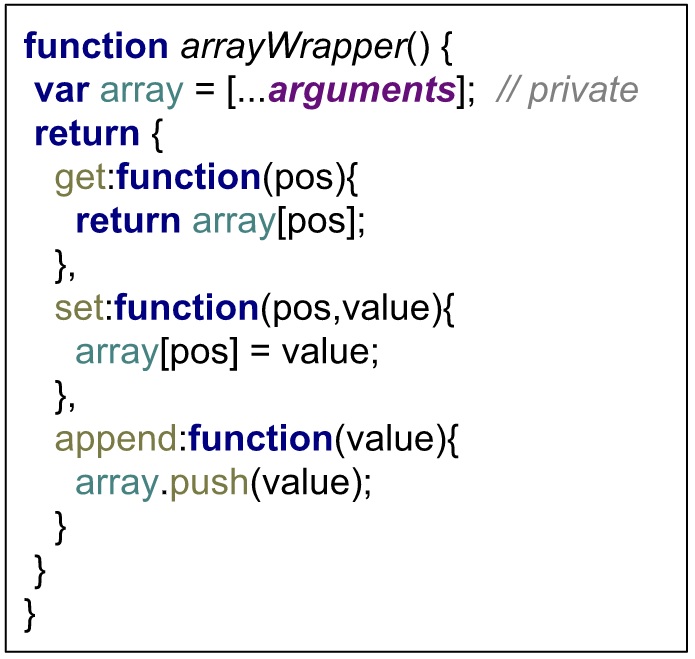 function arrayWrapper() {
 var array = [...arguments];  // private
 return {
  get:function(pos){
   return array[pos];
  },
  set:function(pos,value){
   array[pos] = value;
  },
  append:function(value){
   array.push(value);
  }
 }
}